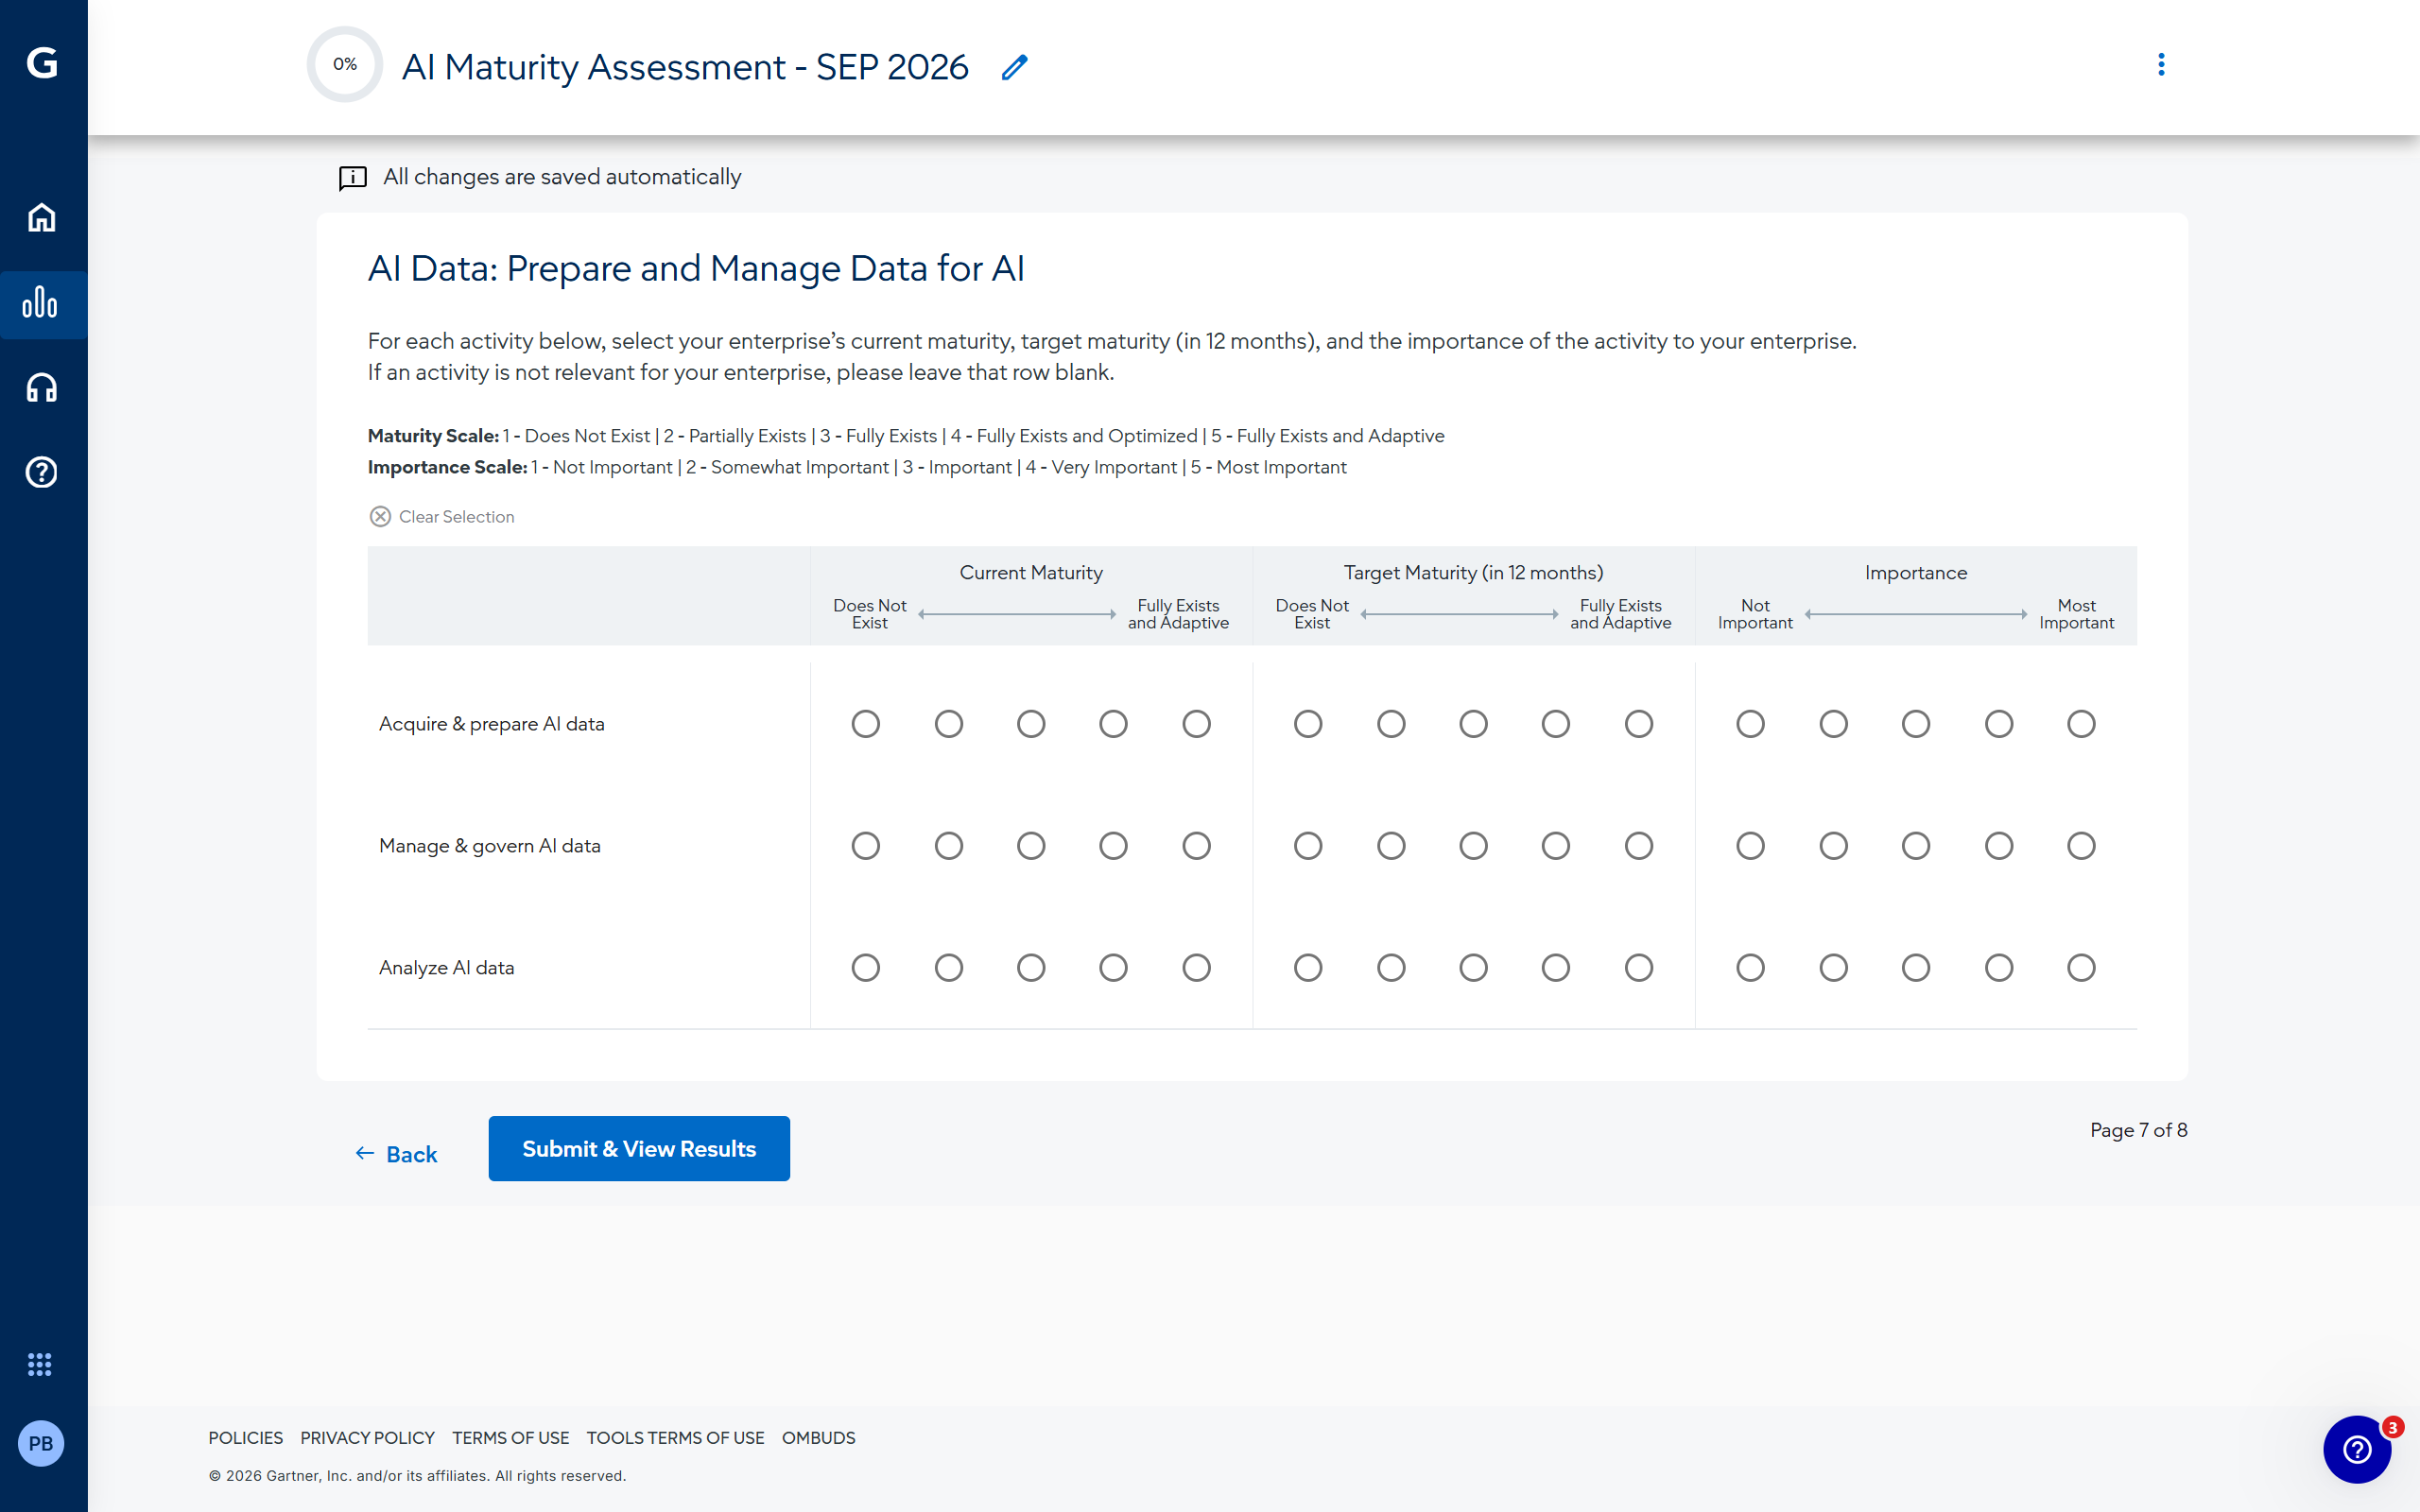 G
0%
AI Maturity Assessment - SEP 2026
All changes are saved automatically
AI Data: Prepare and Manage Data for AI
For each activity below, select your enterprise’s current maturity, target maturity (in 12 months), and the importance of the activity to your enterprise.
If an activity is not relevant for your enterprise, please leave that row blank.
Maturity Scale: 1 - Does Not Exist | 2 - Partially Exists | 3 - Fully Exists | 4 - Fully Exists and Optimized | 5 - Fully Exists and Adaptive
Importance Scale: 1 - Not Important | 2 - Somewhat Important | 3 - Important | 4 - Very Important | 5 - Most Important
Clear Selection
Current Maturity
Does Not
Exist
Fully Exists
and Adaptive
Target Maturity (in 12 months)
Does Not
Exist
Fully Exists
and Adaptive
Importance
Not
Important
Most
Important
Acquire & prepare AI data
Manage & govern AI data
Analyze AI data
Back
Submit & View Results
Page 7 of 8
PB
POLICIES PRIVACY POLICY TERMS OF USE TOOLS TERMS OF USE OMBUDS
© 2026 Gartner, Inc. and/or its affiliates. All rights reserved.
3